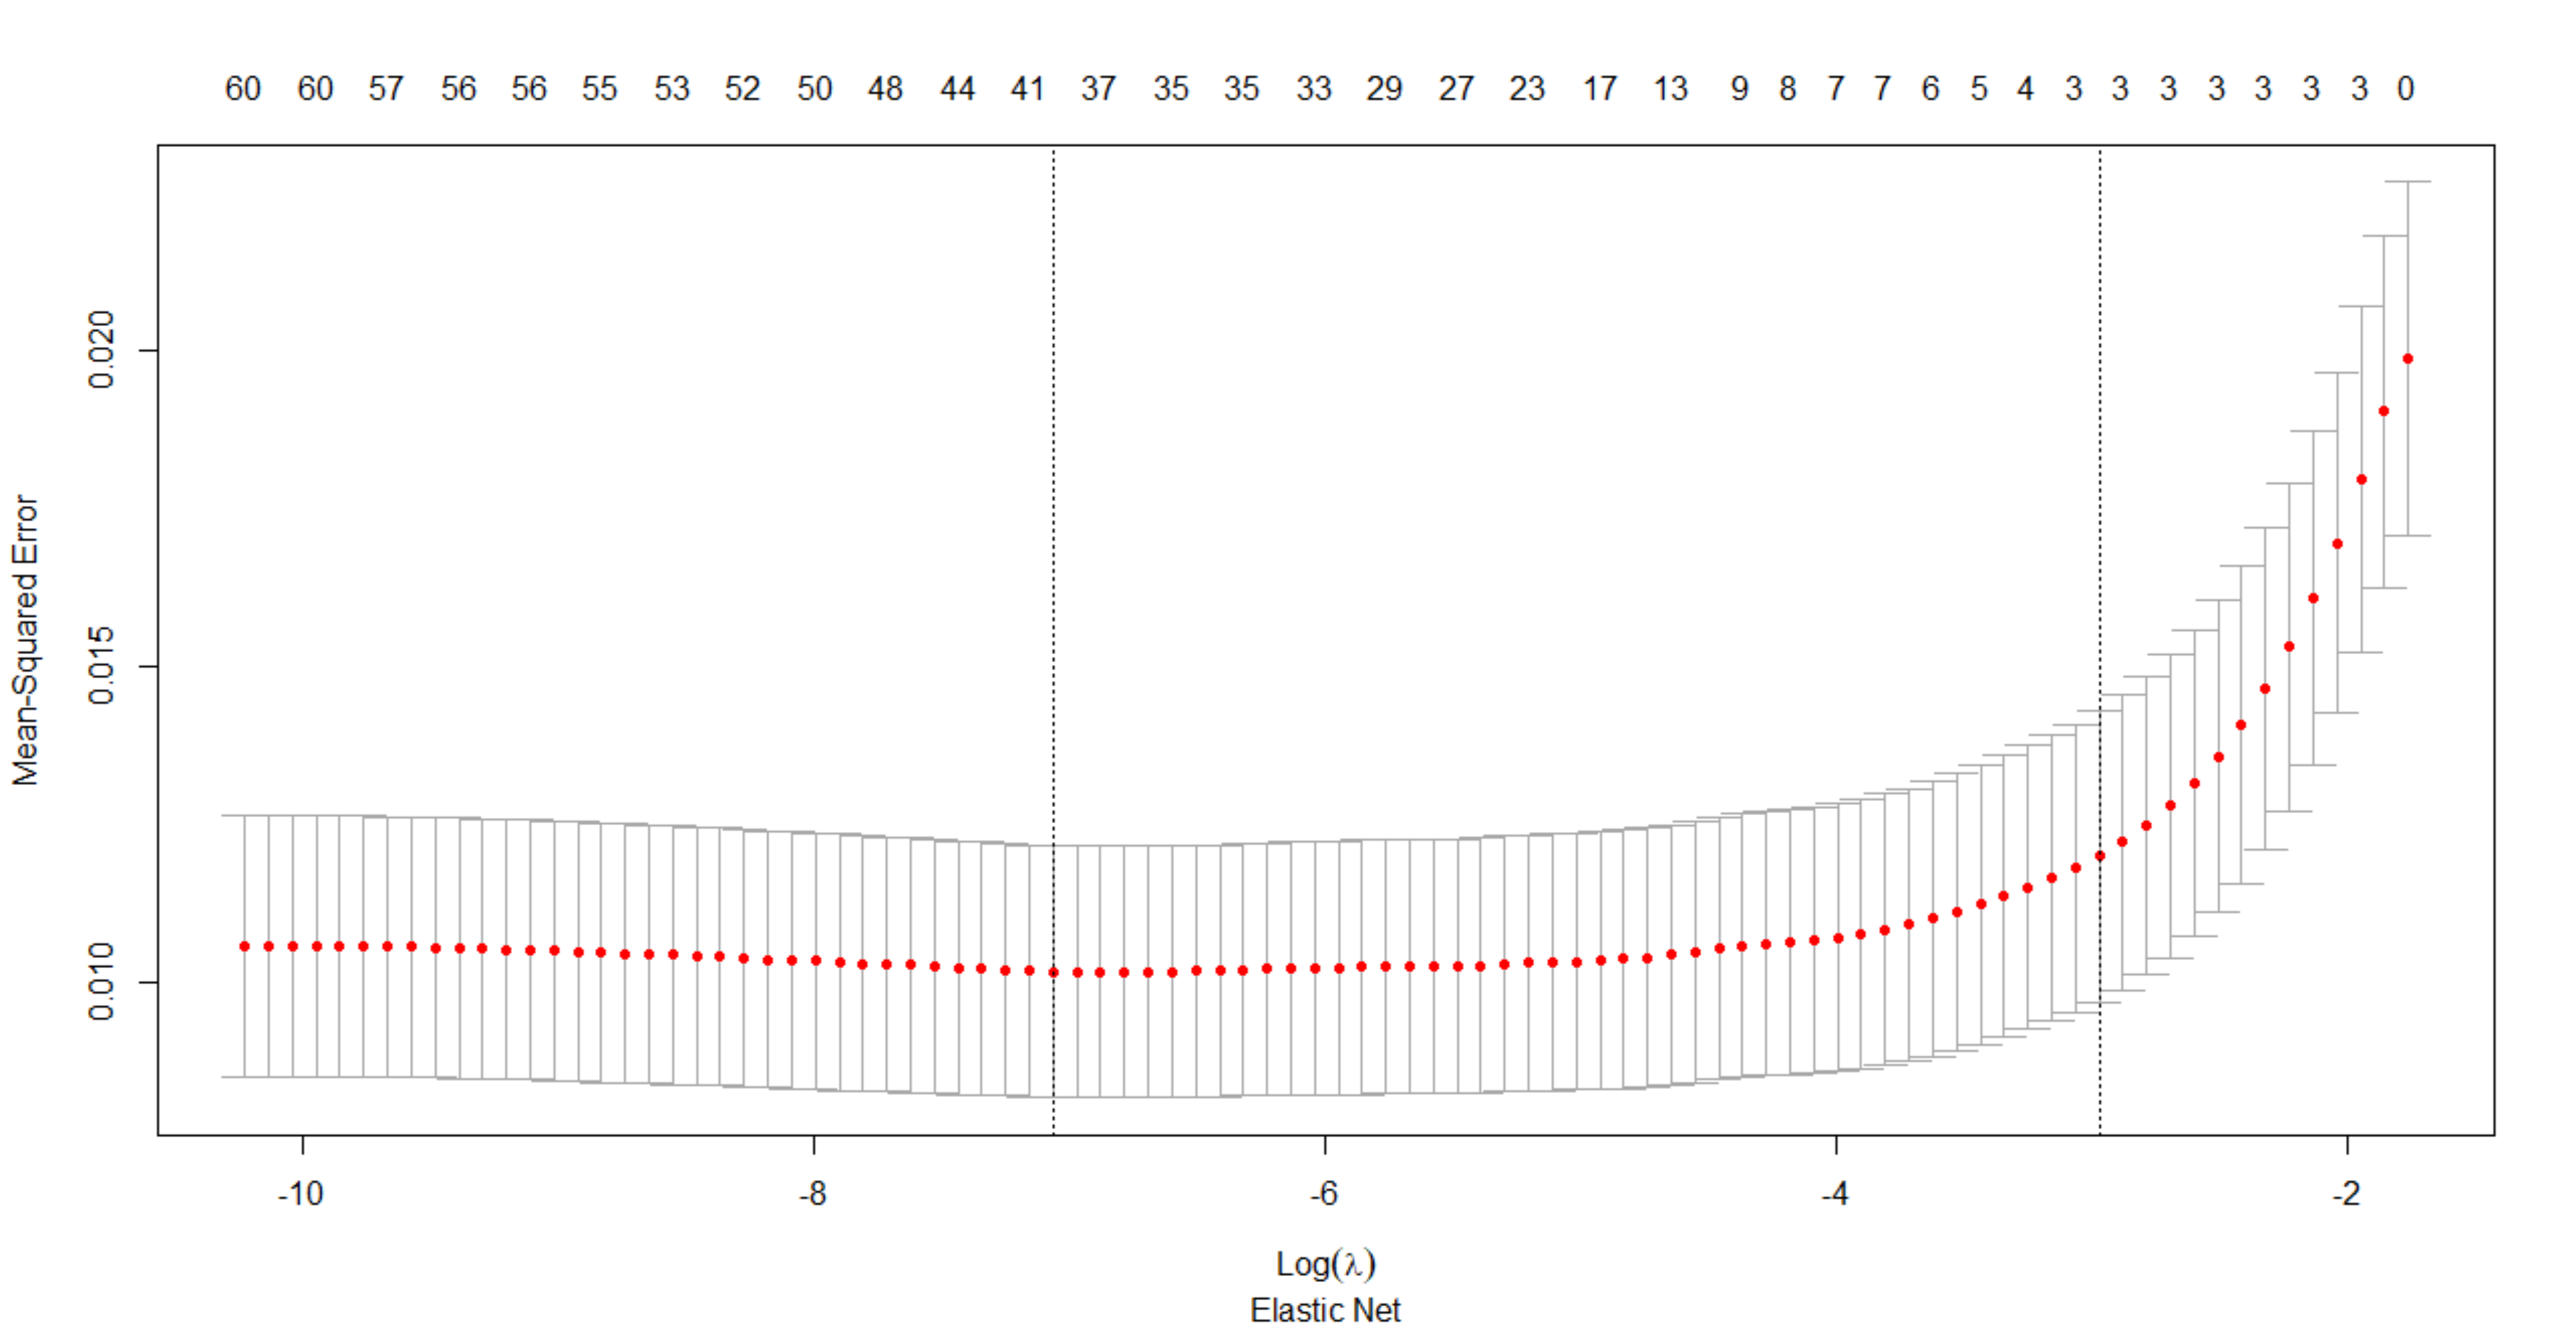 60 60 57 56 56 55 53 52 50 48 44 41 37 35 35 33 29 27 23 17 13 9 8 7 7 6 5 4 3 3 3 3 3 3 3 0
0.020
0.015
0.010
Mean-Squared Error
-10 -8 -6 -4 -2
Log(λ)
Elastic Net